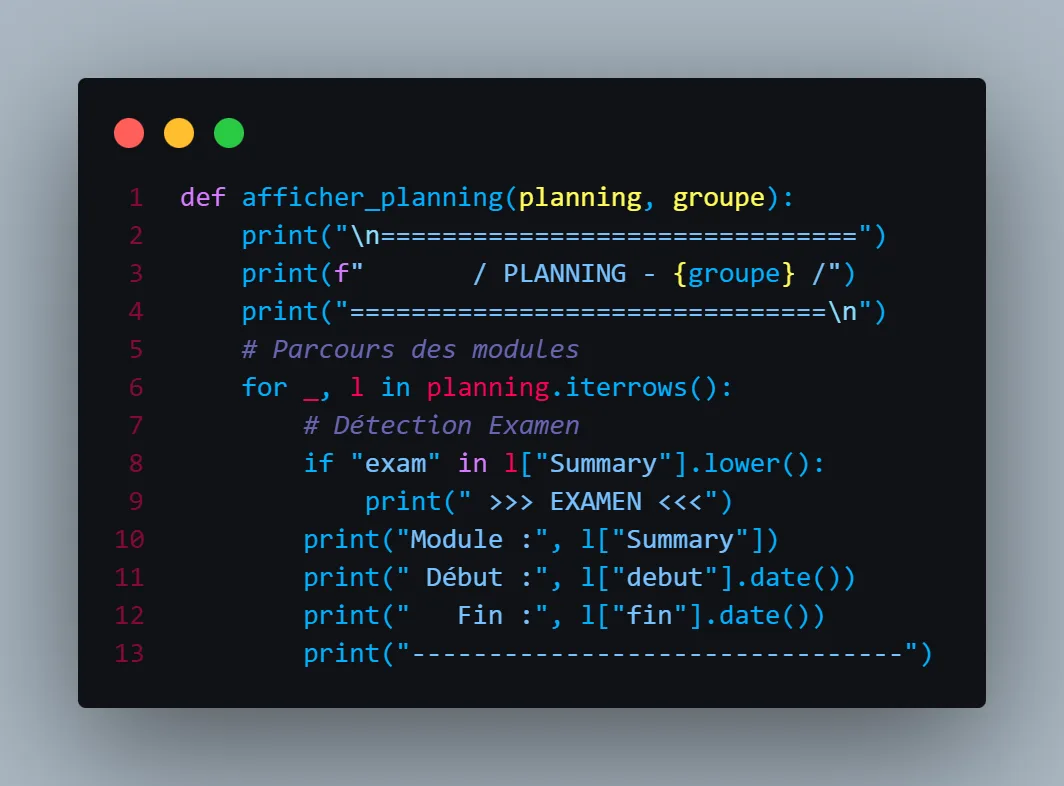 1 def afficher_planning(planning, groupe):
2     print("\n===============================")
3     print(f"       / PLANNING - {groupe} /")
4     print("===============================\n")
5     # Parcours des modules
6     for _, l in planning.iterrows():
7         # Détection Examen
8         if "exam" in l["Summary"].lower():
9             print(" >>> EXAMEN <<<")
10         print("Module :", l["Summary"])
11         print(" Début :", l["debut"].date())
12         print("   Fin :", l["fin"].date())
13         print("--------------------------------")